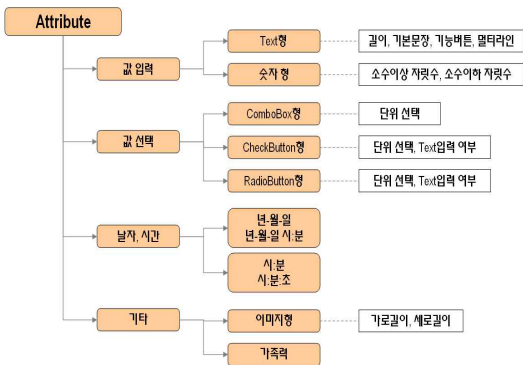 Attribute
값 입력
Text형
길이, 기본문장, 기능버튼, 멀티라인
숫자 형
소수이상 자릿수, 소수이하 자릿수
값 선택
ComboBox형
단위 선택
CheckButton형
단위 선택, Text입력 여부
RadioButton형
단위 선택, Text입력 여부
날자, 시간
년-월-일
년-월-일 시:분
시:분
시:분:초
기타
이미지형
가로길이, 세로길이
가족력